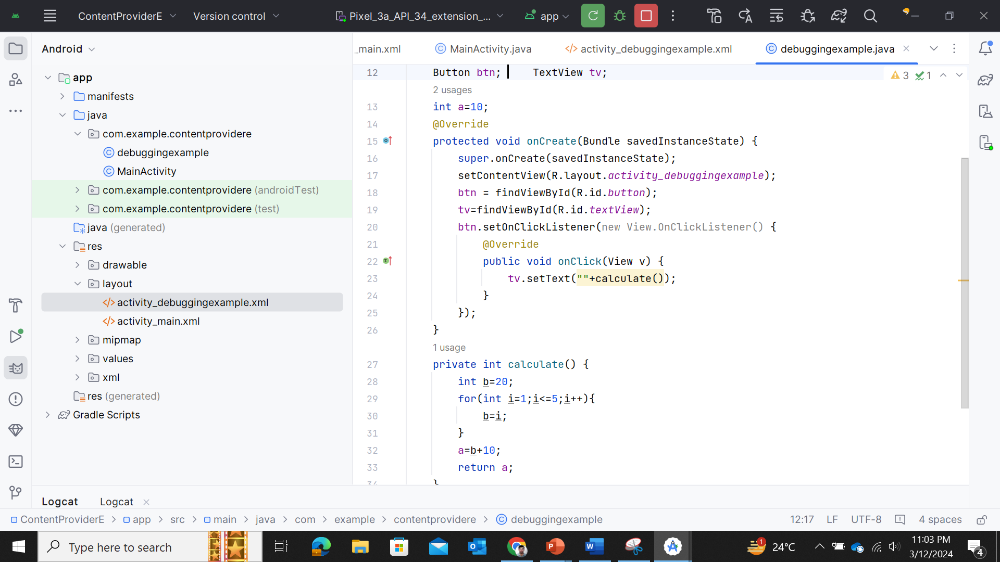 ContentProviderE
Version control
Pixel_3a_API_34_extension_...
app
Android
_main.xml
MainActivity.java
activity_debuggingexample.xml
debuggingexample.java
app
manifests
java
com.example.contentprovidere
debuggingexample
MainActivity
com.example.contentprovidere (androidTest)
com.example.contentprovidere (test)
java (generated)
res
drawable
layout
activity_debuggingexample.xml
activity_main.xml
mipmap
values
xml
res (generated)
Gradle Scripts
3 1
12 Button btn; TextView tv;
2 usages
13 int a=10;
14 @Override
15 protected void onCreate(Bundle savedInstanceState) {
16 super.onCreate(savedInstanceState);
17 setContentView(R.layout.activity_debuggingexample);
18 btn = findViewById(R.id.button);
19 tv=findViewById(R.id.textView);
20 btn.setOnClickListener(new View.OnClickListener() {
21 @Override
22 public void onClick(View v) {
23 tv.setText(""+calculate());
24 }
25 });
26 }
1 usage
27 private int calculate() {
28 int b=20;
29 for(int i=1;i<=5;i++){
30 b=i;
31 }
32 a=b+10;
33 return a;
34 }
Logcat Logcat
ContentProviderE > app > src > main > java > com > example > contentprovidere > debuggingexample
12:17 LF UTF-8 4 spaces
Type here to search
1
24°C
11:03 PM
3/12/2024
4